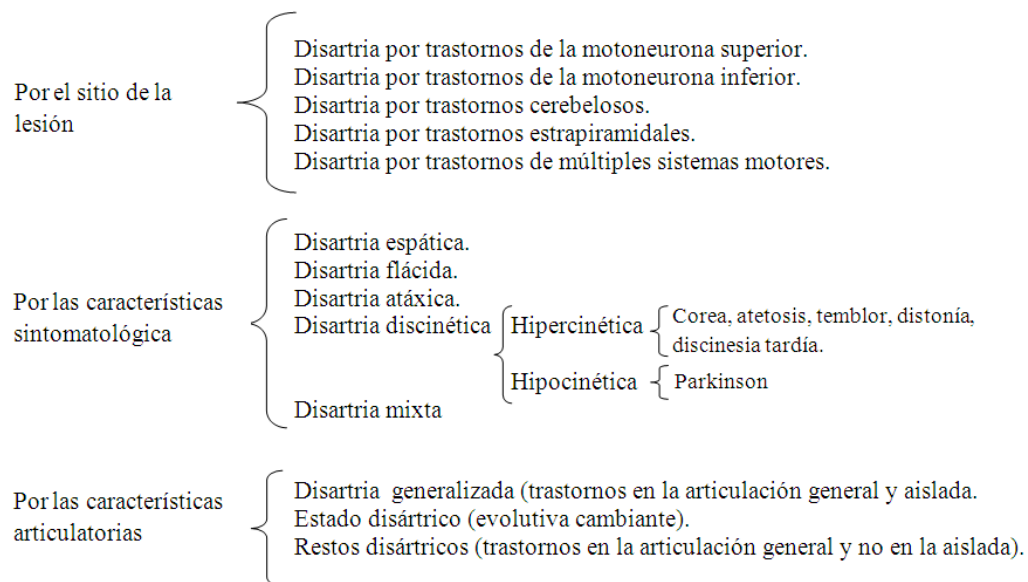 Por el sitio de la
lesión
Disartria por trastornos de la motoneurona superior.
Disartria por trastornos de la motoneurona inferior.
Disartria por trastornos cerebelosos.
Disartria por trastornos estrapiramidales.
Disartria por trastornos de múltiples sistemas motores.
Por las características
sintomatológica
Disartria espática.
Disartria flácida.
Disartria atáxica.
Disartria discinética
Hipercinética
Corea, atetosis, temblor, distonía,
discinesia tardía.
Hipocinética
Parkinson
Disartria mixta
Por las características
articulatorias
Disartria generalizada (trastornos en la articulación general y aislada.
Estado disártrico (evolutiva cambiante).
Restos disártricos (trastornos en la articulación general y no en la aislada).